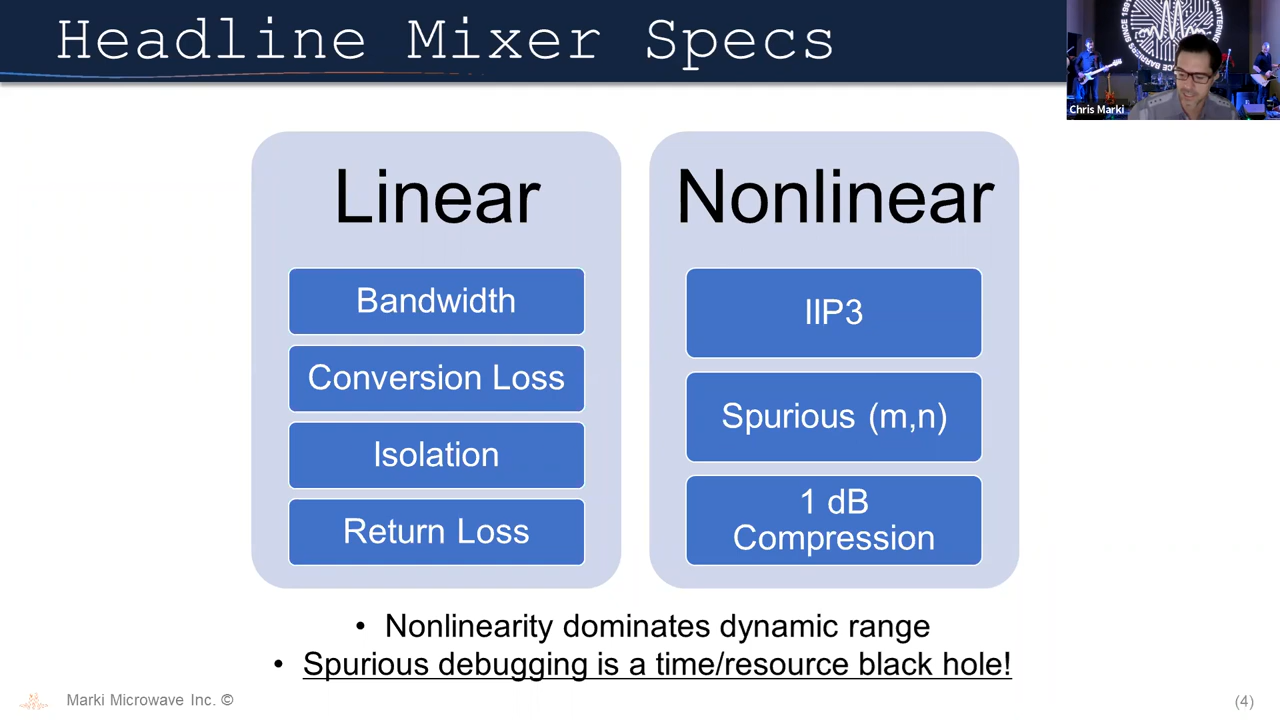 Headline Mixer Specs
Chris Marki
Linear
Bandwidth
Conversion Loss
Isolation
Return Loss
Nonlinear
IIP3
Spurious (m,n)
1 dB
Compression
• Nonlinearity dominates dynamic range
• Spurious debugging is a time/resource black hole!
Marki Microwave Inc. ©
(4)